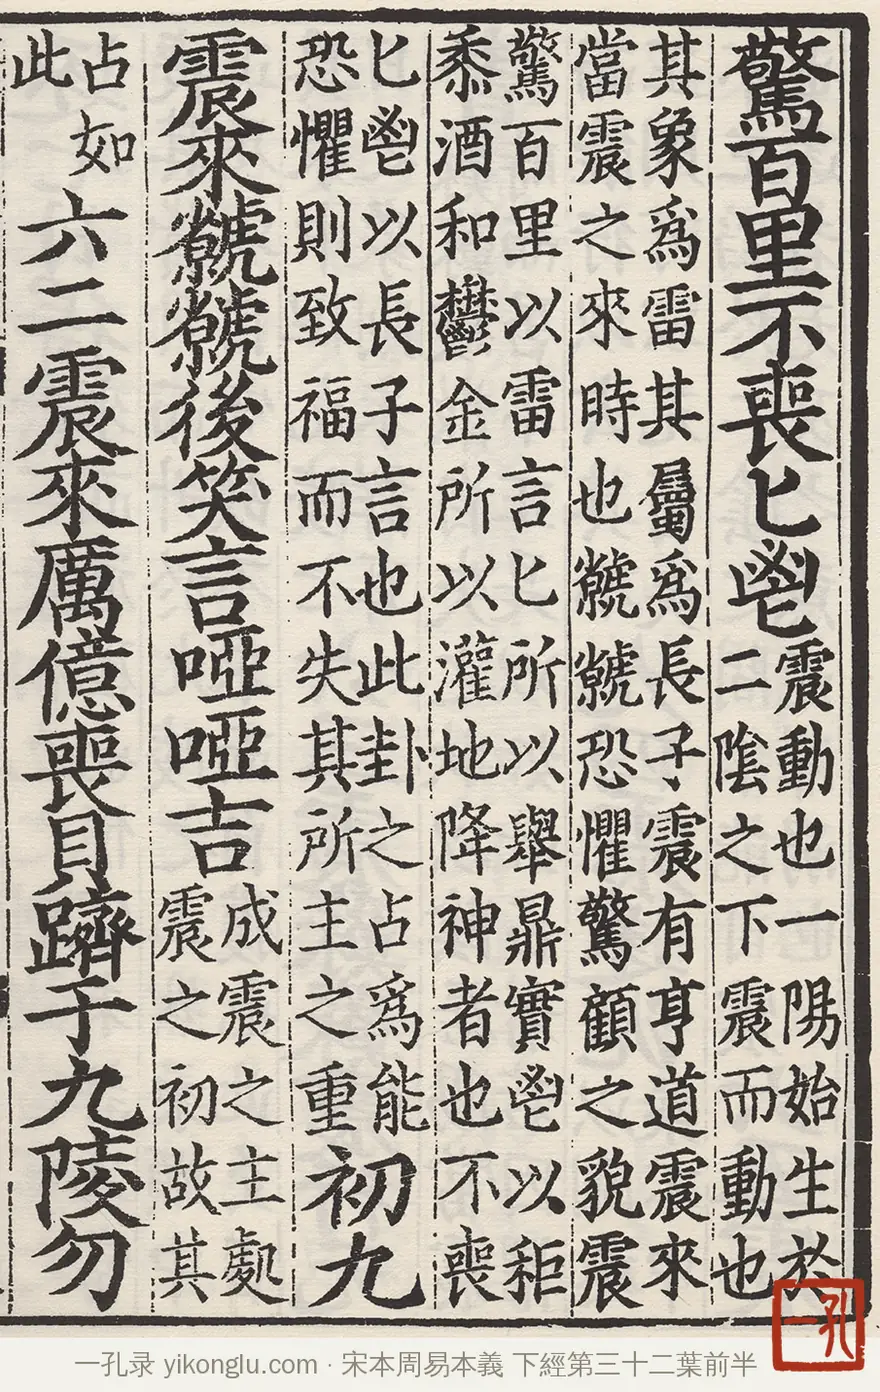 驚百里不喪匕鬯
震動也一陽始生於
二陰之下震而動也
其象爲雷其屬爲長子震有亨道震來
當震之來時也虩虩恐懼驚顧之貌震
驚百里以雷言匕所以舉鼎實鬯以秬
黍酒和鬱金所以灌地降神者也不喪
匕鬯以長子言也此卦之占爲能
恐懼則致福而不失其所主之重
初九
震來虩虩後笑言啞啞吉
成震之主處
震之初故其
占如
此
六二震來厲億喪貝躋于九陵勿
一孔
一孔录 yikonglu.com · 宋本周易本義 下經第三十二葉前半